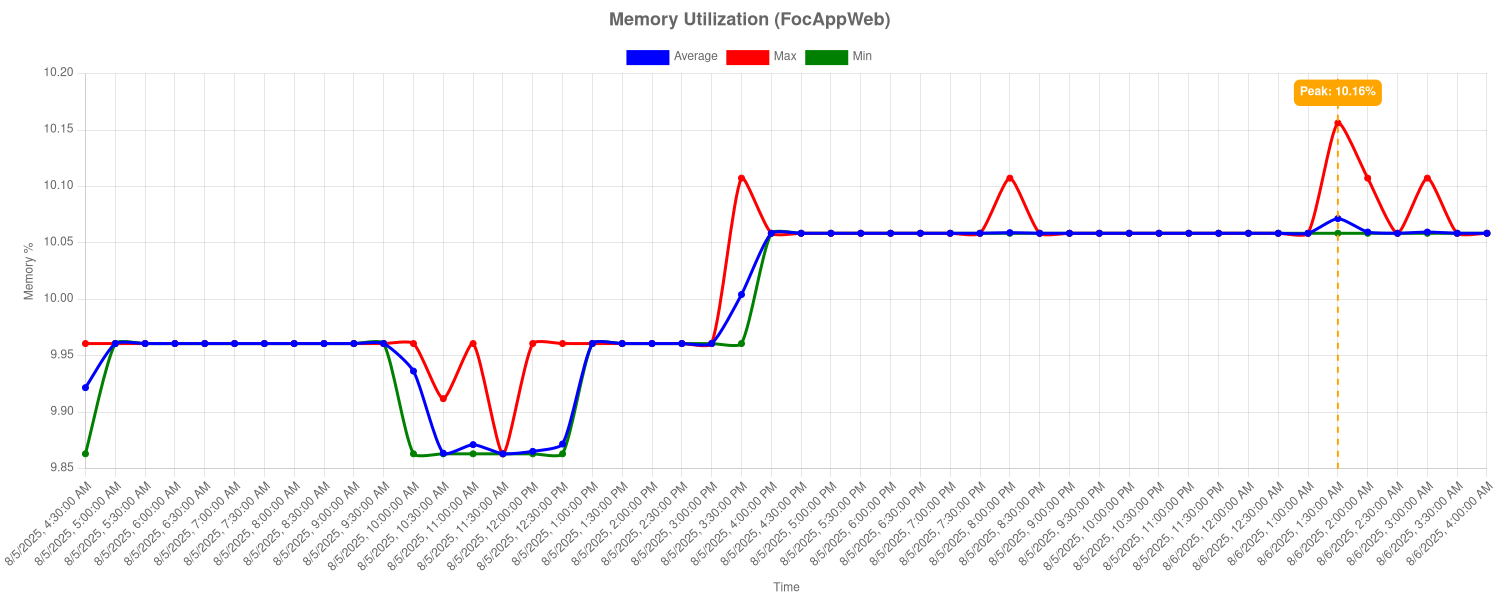 Memory Utilization (FocAppWeb)
Average Max Min
10.20
Peak: 10.16%
10.15
10.10
10.05
10.00
9.95
9.90
9.85
Memory %
8/5/2025, 4:30:00 AM
8/5/2025, 5:00:00 AM
8/5/2025, 5:30:00 AM
8/5/2025, 6:00:00 AM
8/5/2025, 6:30:00 AM
8/5/2025, 7:00:00 AM
8/5/2025, 7:30:00 AM
8/5/2025, 8:00:00 AM
8/5/2025, 8:30:00 AM
8/5/2025, 9:00:00 AM
8/5/2025, 9:30:00 AM
8/5/2025, 10:00:00 AM
8/5/2025, 10:30:00 AM
8/5/2025, 11:00:00 AM
8/5/2025, 11:30:00 AM
8/5/2025, 12:00:00 PM
8/5/2025, 12:30:00 PM
8/5/2025, 1:00:00 PM
8/5/2025, 1:30:00 PM
8/5/2025, 2:00:00 PM
8/5/2025, 2:30:00 PM
8/5/2025, 3:00:00 PM
8/5/2025, 3:30:00 PM
8/5/2025, 4:00:00 PM
8/5/2025, 4:30:00 PM
8/5/2025, 5:00:00 PM
8/5/2025, 5:30:00 PM
8/5/2025, 6:00:00 PM
8/5/2025, 6:30:00 PM
8/5/2025, 7:00:00 PM
8/5/2025, 7:30:00 PM
8/5/2025, 8:00:00 PM
8/5/2025, 8:30:00 PM
8/5/2025, 9:00:00 PM
8/5/2025, 9:30:00 PM
8/5/2025, 10:00:00 PM
8/5/2025, 10:30:00 PM
8/5/2025, 11:00:00 PM
8/5/2025, 11:30:00 PM
8/6/2025, 12:00:00 AM
8/6/2025, 12:30:00 AM
8/6/2025, 1:00:00 AM
8/6/2025, 1:30:00 AM
8/6/2025, 2:00:00 AM
8/6/2025, 2:30:00 AM
8/6/2025, 3:00:00 AM
8/6/2025, 3:30:00 AM
8/6/2025, 4:00:00 AM
Time